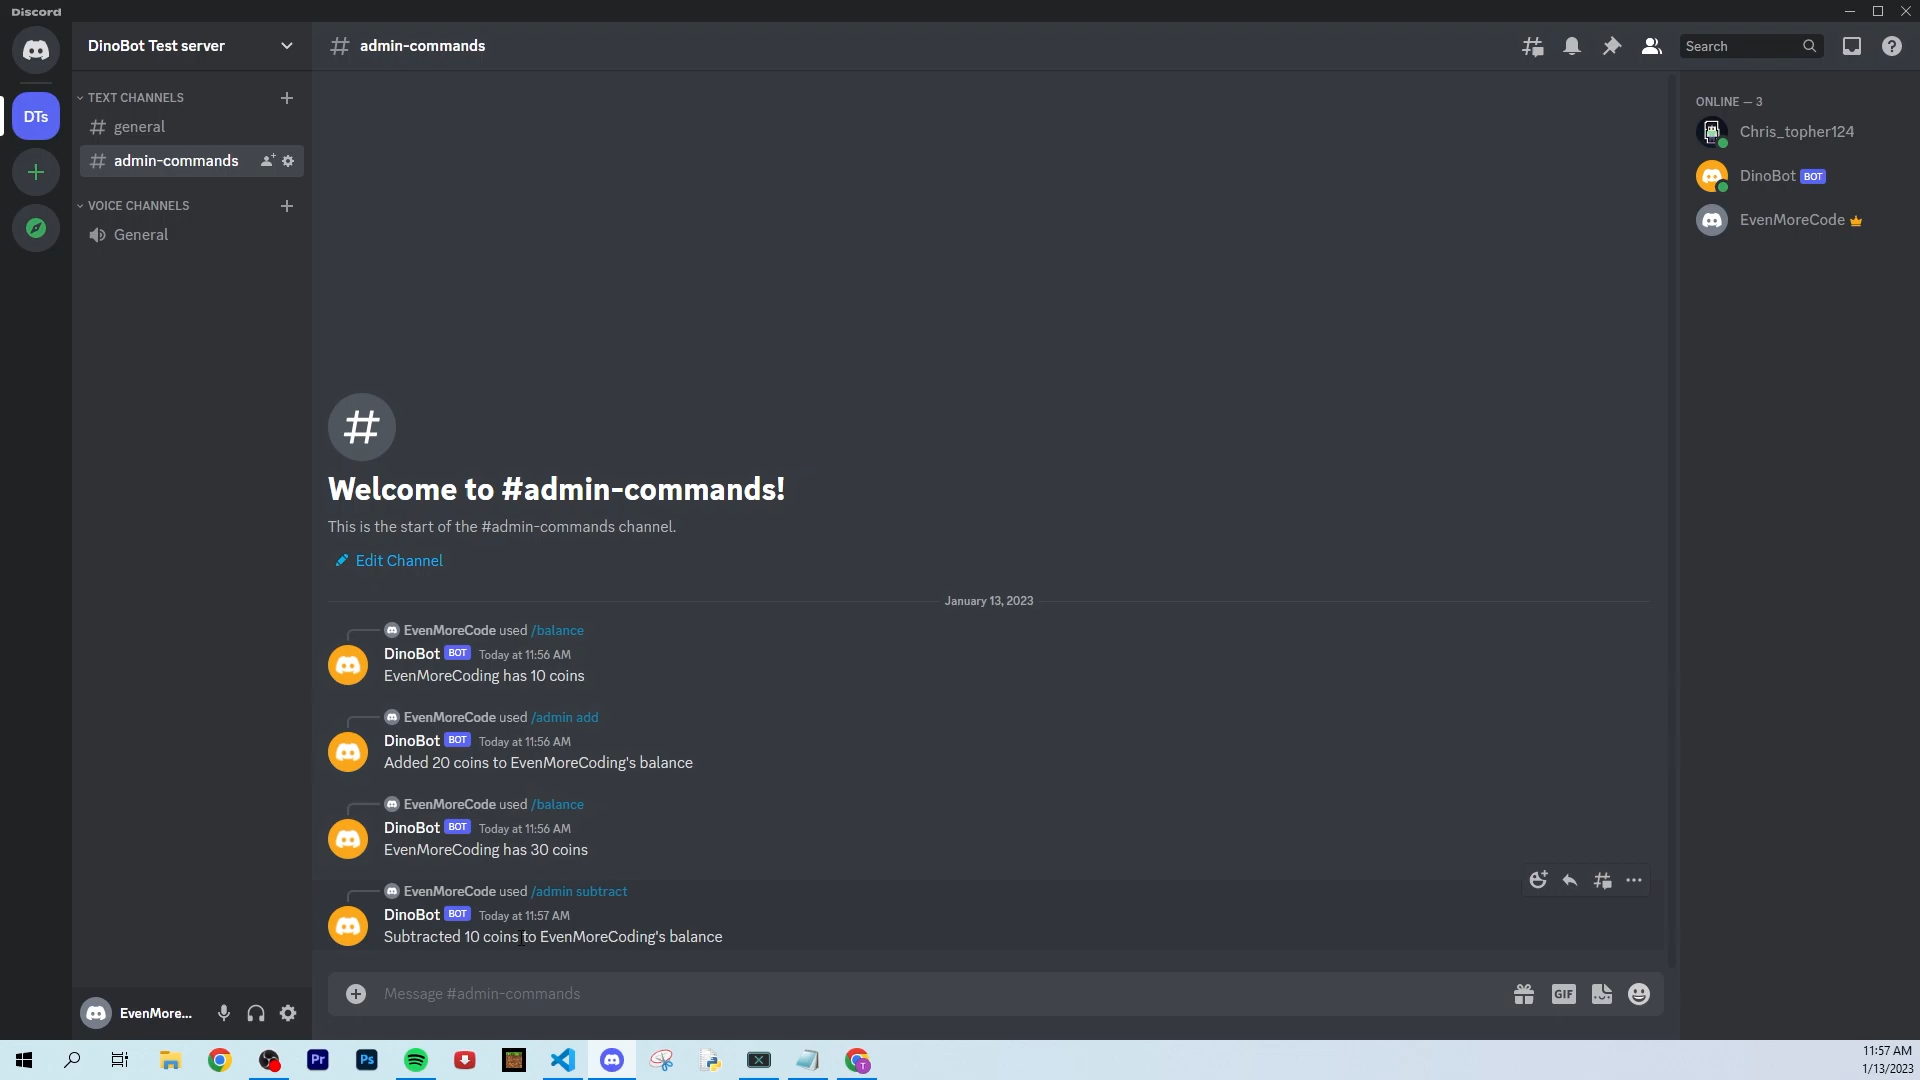 Discord
DTs
DinoBot Test server
TEXT CHANNELS
general
admin-commands
VOICE CHANNELS
General
EvenMore...
admin-commands
Search
Welcome to #admin-commands!
This is the start of the #admin-commands channel.
Edit Channel
January 13, 2023
EvenMoreCode used /balance
DinoBot BOT Today at 11:56 AM
EvenMoreCoding has 10 coins
EvenMoreCode used /admin add
DinoBot BOT Today at 11:56 AM
Added 20 coins to EvenMoreCoding's balance
EvenMoreCode used /balance
DinoBot BOT Today at 11:56 AM
EvenMoreCoding has 30 coins
EvenMoreCode used /admin subtract
DinoBot BOT Today at 11:57 AM
Subtracted 10 coins to EvenMoreCoding's balance
Message #admin-commands
GIF
ONLINE — 3
Chris_topher124
DinoBot BOT
EvenMoreCode
Pr
Ps
T
11:57 AM
1/13/2023